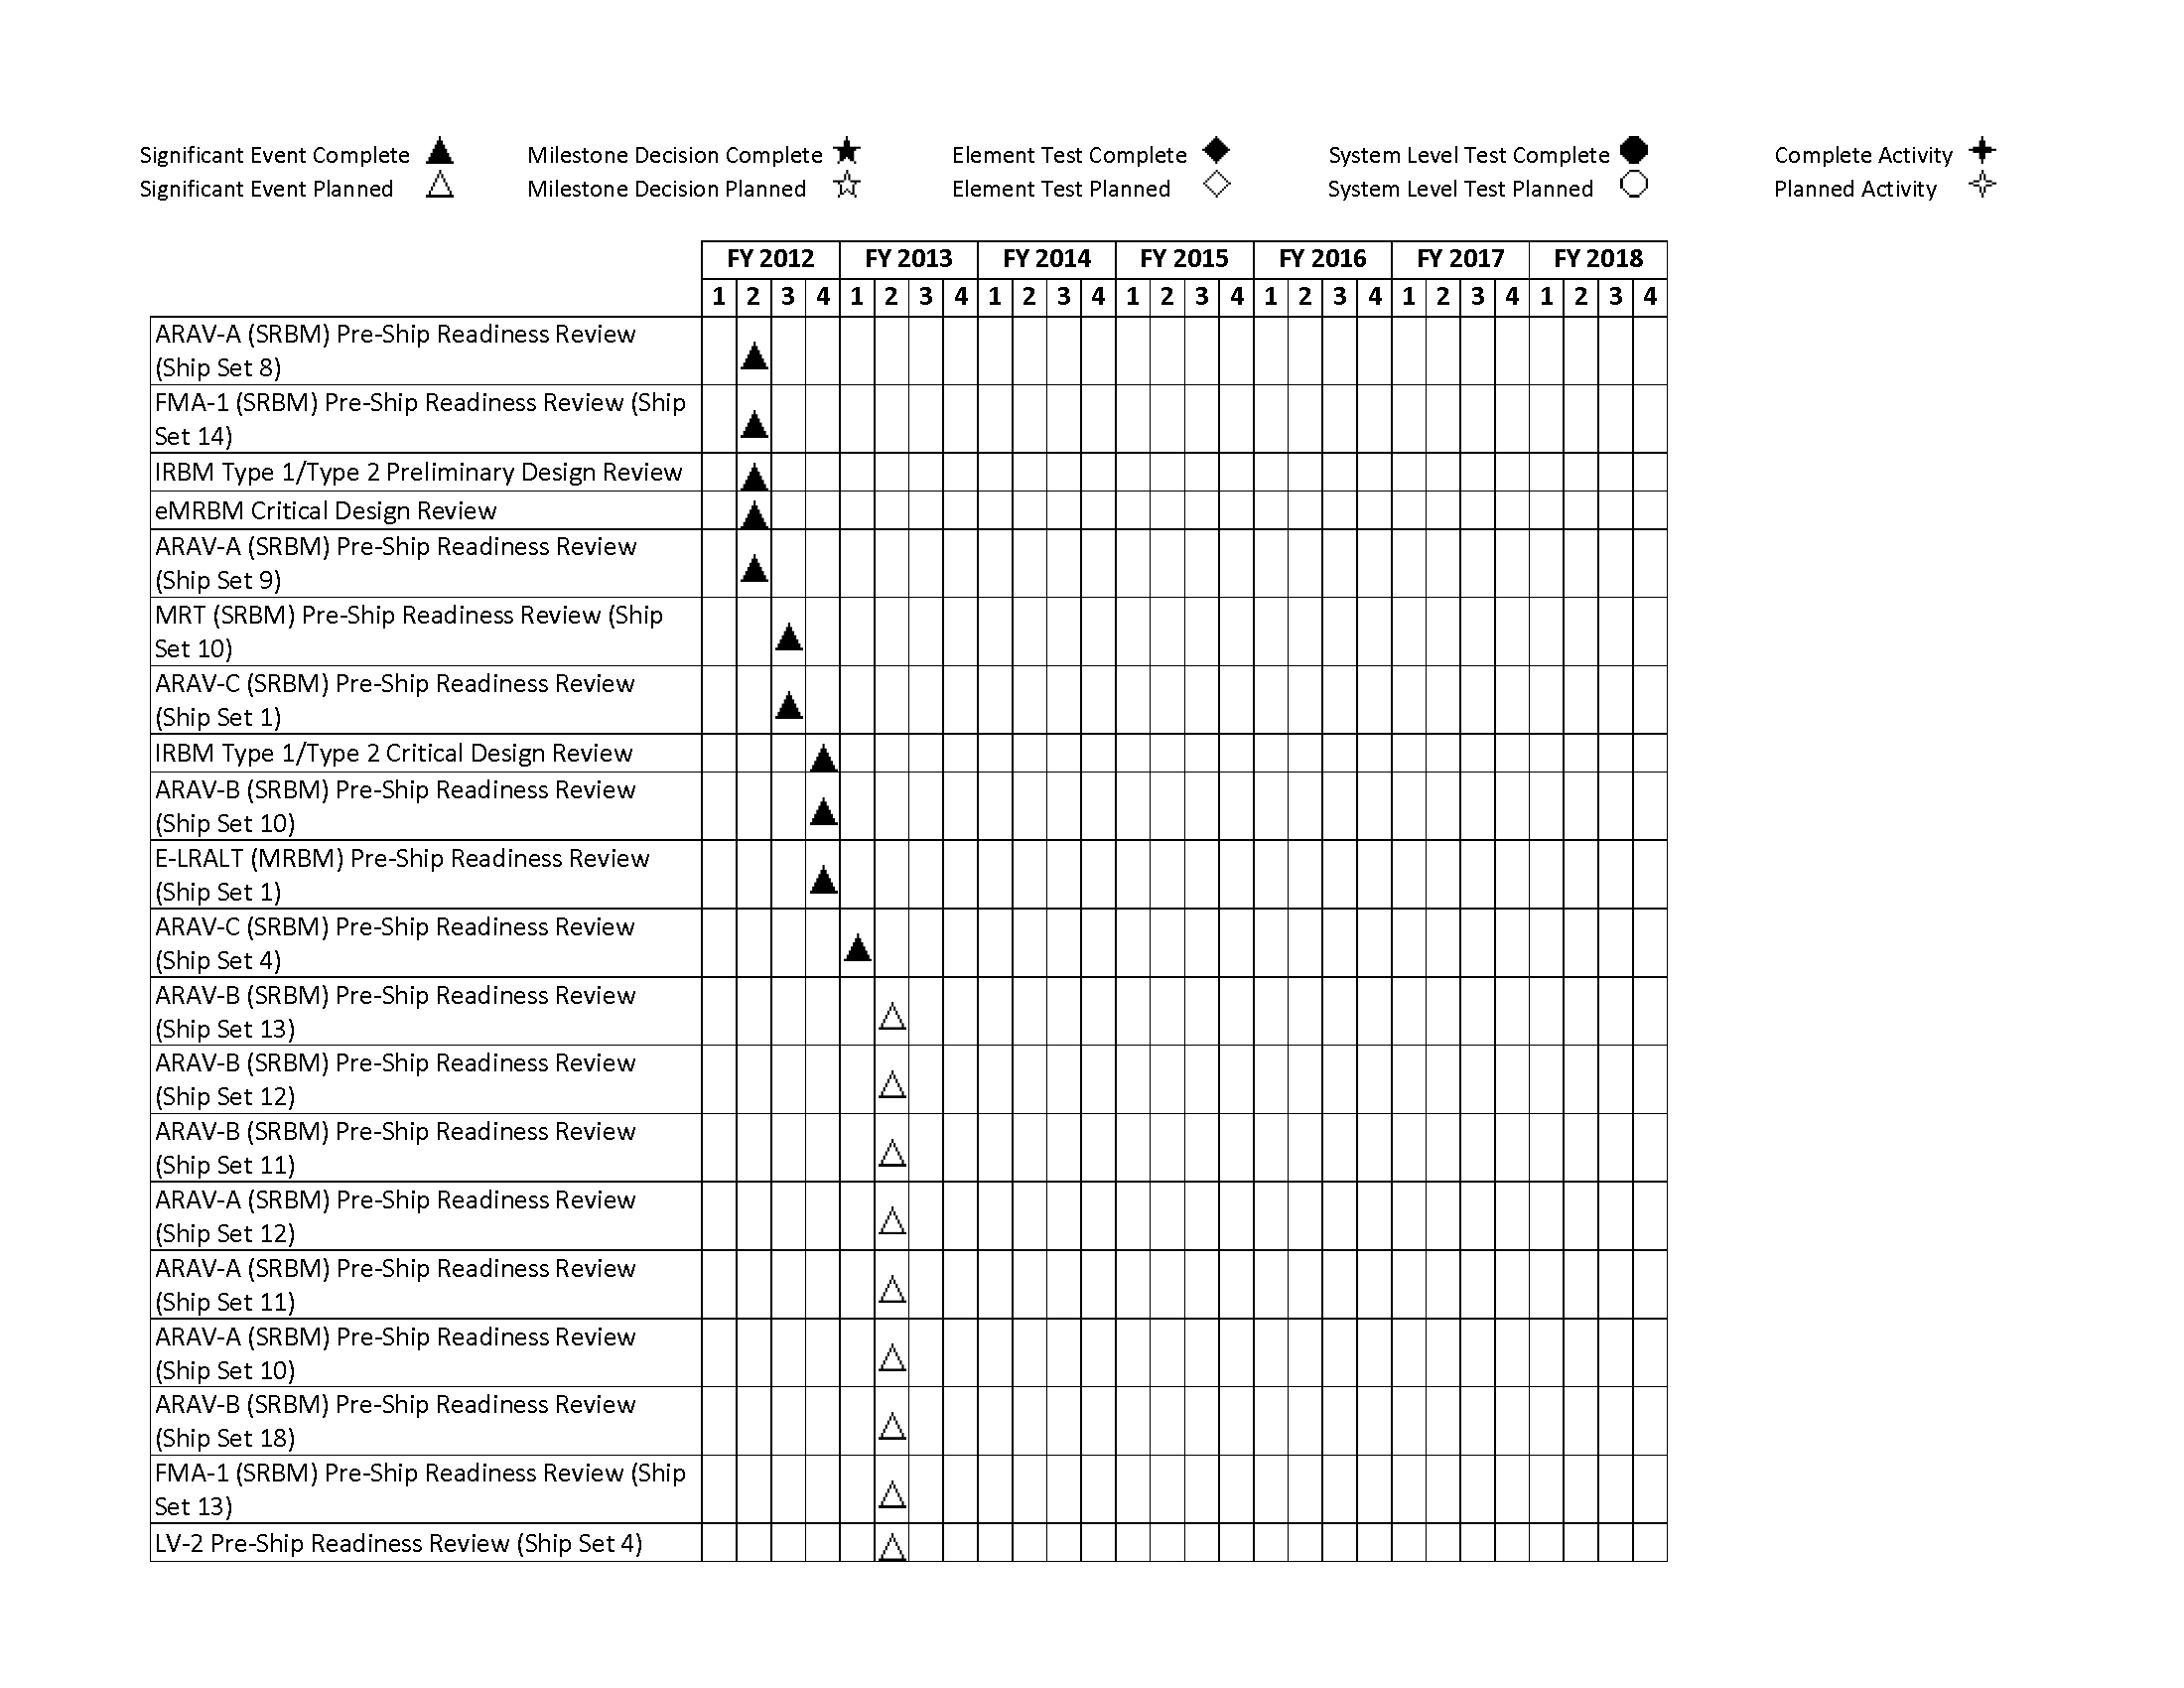 Significant Event Complete Milestone Decision Complete Element Test Complete System Level Test Complete Complete Activity
Significant Event Planned Milestone Decision Planned Element Test Planned System Level Test Planned Planned Activity
FY 2012 FY 2013 FY 2014 FY 2015 FY 2016 FY 2017 FY 2018
1 2 3 4 1 2 3 4 1 2 3 4 1 2 3 4 1 2 3 4 1 2 3 4 1 2 3 4
ARAV-A (SRBM) Pre-Ship Readiness Review
(Ship Set 8)
FMA-1 (SRBM) Pre-Ship Readiness Review (Ship
Set 14)
IRBM Type 1/Type 2 Preliminary Design Review
eMRBM Critical Design Review
ARAV-A (SRBM) Pre-Ship Readiness Review
(Ship Set 9)
MRT (SRBM) Pre-Ship Readiness Review (Ship
Set 10)
ARAV-C (SRBM) Pre-Ship Readiness Review
(Ship Set 1)
IRBM Type 1/Type 2 Critical Design Review
ARAV-B (SRBM) Pre-Ship Readiness Review
(Ship Set 10)
E-LRALT (MRBM) Pre-Ship Readiness Review
(Ship Set 1)
ARAV-C (SRBM) Pre-Ship Readiness Review
(Ship Set 4)
ARAV-B (SRBM) Pre-Ship Readiness Review
(Ship Set 13)
ARAV-B (SRBM) Pre-Ship Readiness Review
(Ship Set 12)
ARAV-B (SRBM) Pre-Ship Readiness Review
(Ship Set 11)
ARAV-A (SRBM) Pre-Ship Readiness Review
(Ship Set 12)
ARAV-A (SRBM) Pre-Ship Readiness Review
(Ship Set 11)
ARAV-A (SRBM) Pre-Ship Readiness Review
(Ship Set 10)
ARAV-B (SRBM) Pre-Ship Readiness Review
(Ship Set 18)
FMA-1 (SRBM) Pre-Ship Readiness Review (Ship
Set 13)
LV-2 Pre-Ship Readiness Review (Ship Set 4)